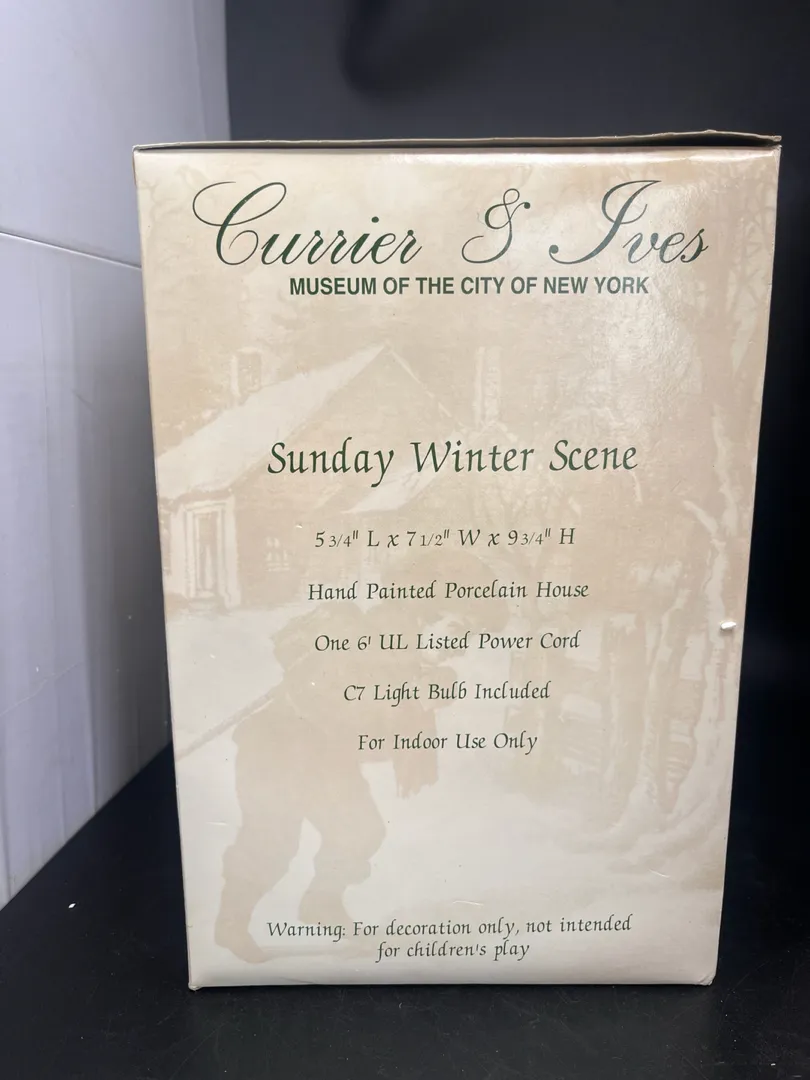 Currier & Ives
MUSEUM OF THE CITY OF NEW YORK
Sunday Winter Scene
5 3/4" L x 7 1/2" W x 9 3/4" H
Hand Painted Porcelain House
One 6' UL Listed Power Cord
C7 Light Bulb Included
For Indoor Use Only
Warning: For decoration only, not intended
for children's play